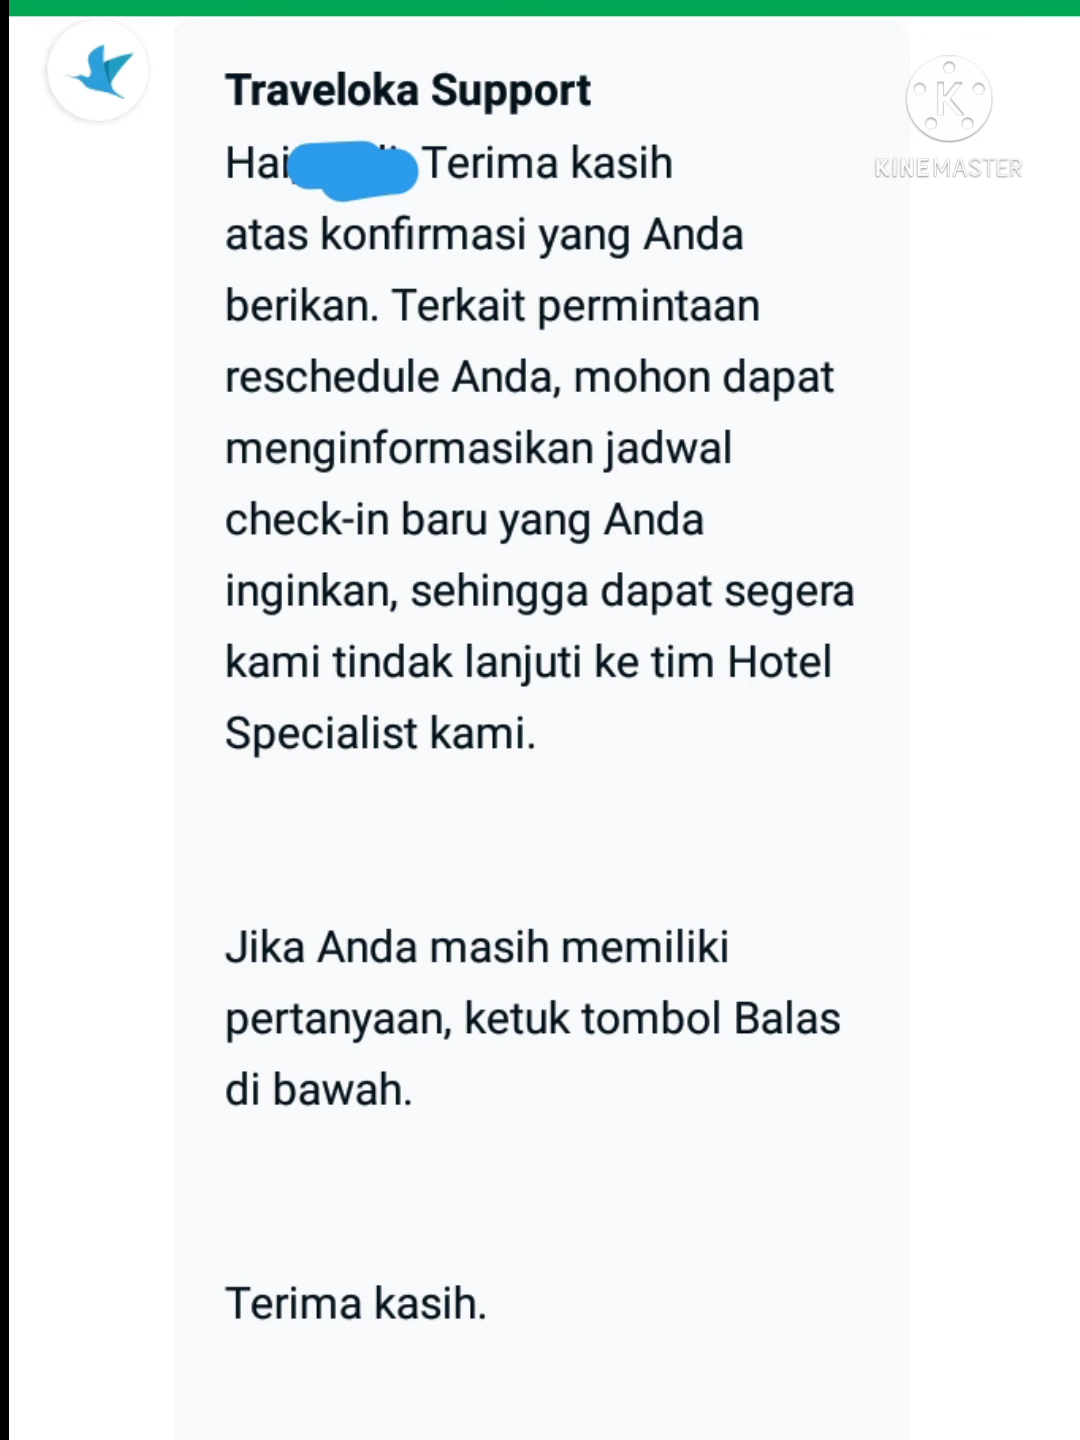 Traveloka Support
Hai, Terima kasih
atas konfirmasi yang Anda
berikan. Terkait permintaan
reschedule Anda, mohon dapat
menginformasikan jadwal
check-in baru yang Anda
inginkan, sehingga dapat segera
kami tindak lanjuti ke tim Hotel
Specialist kami.
Jika Anda masih memiliki
pertanyaan, ketuk tombol Balas
di bawah.
Terima kasih.
K
KINEMASTER